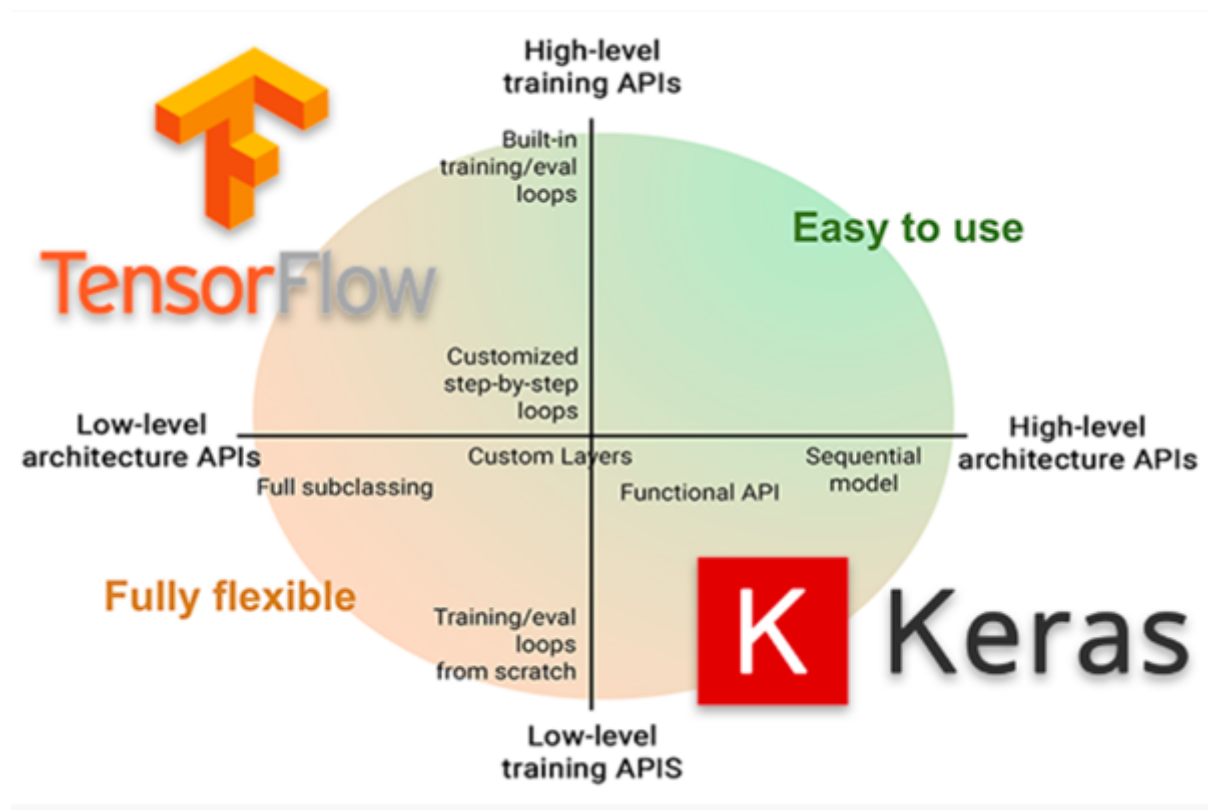 High-level
training APIs
Built-in
training/eval
loops
Easy to use
TensorFlow
Customized
step-by-step
loops
Low-level
architecture APIs
High-level
architecture APIs
Custom Layers
Sequential
model
Full subclassing
Functional API
Fully flexible
Training/eval
loops
from scratch
K Keras
Low-level
training APIS